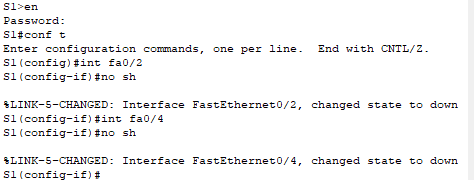 S1>en
Password:
S1#conf t
Enter configuration commands, one per line.  End with CNTL/Z.
S1(config)#int fa0/2
S1(config-if)#no sh
%LINK-5-CHANGED: Interface FastEthernet0/2, changed state to down
S1(config-if)#int fa0/4
S1(config-if)#no sh
%LINK-5-CHANGED: Interface FastEthernet0/4, changed state to down
S1(config-if)#